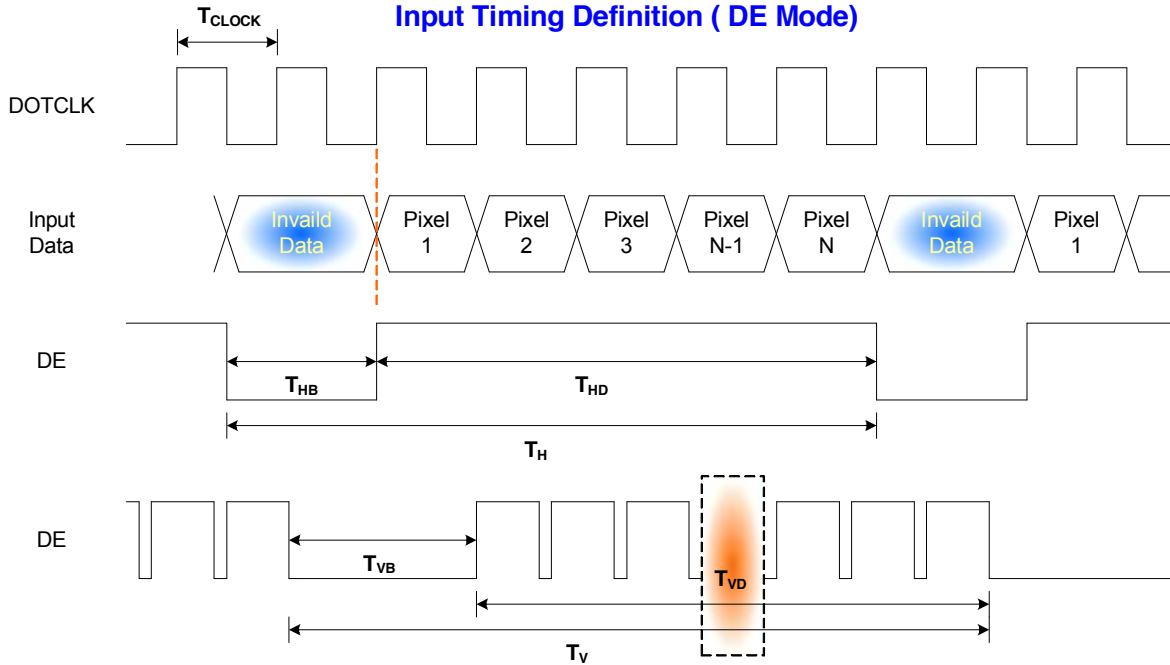 Input Timing Definition ( DE Mode)
TCLOCK
DOTCLK
Input
Data
Invaild
Data
Pixel
1
Pixel
2
Pixel
3
Pixel
N-1
Pixel
N
Invaild
Data
Pixel
1
DE
THB
THD
TH
DE
TVB
TVD
TV